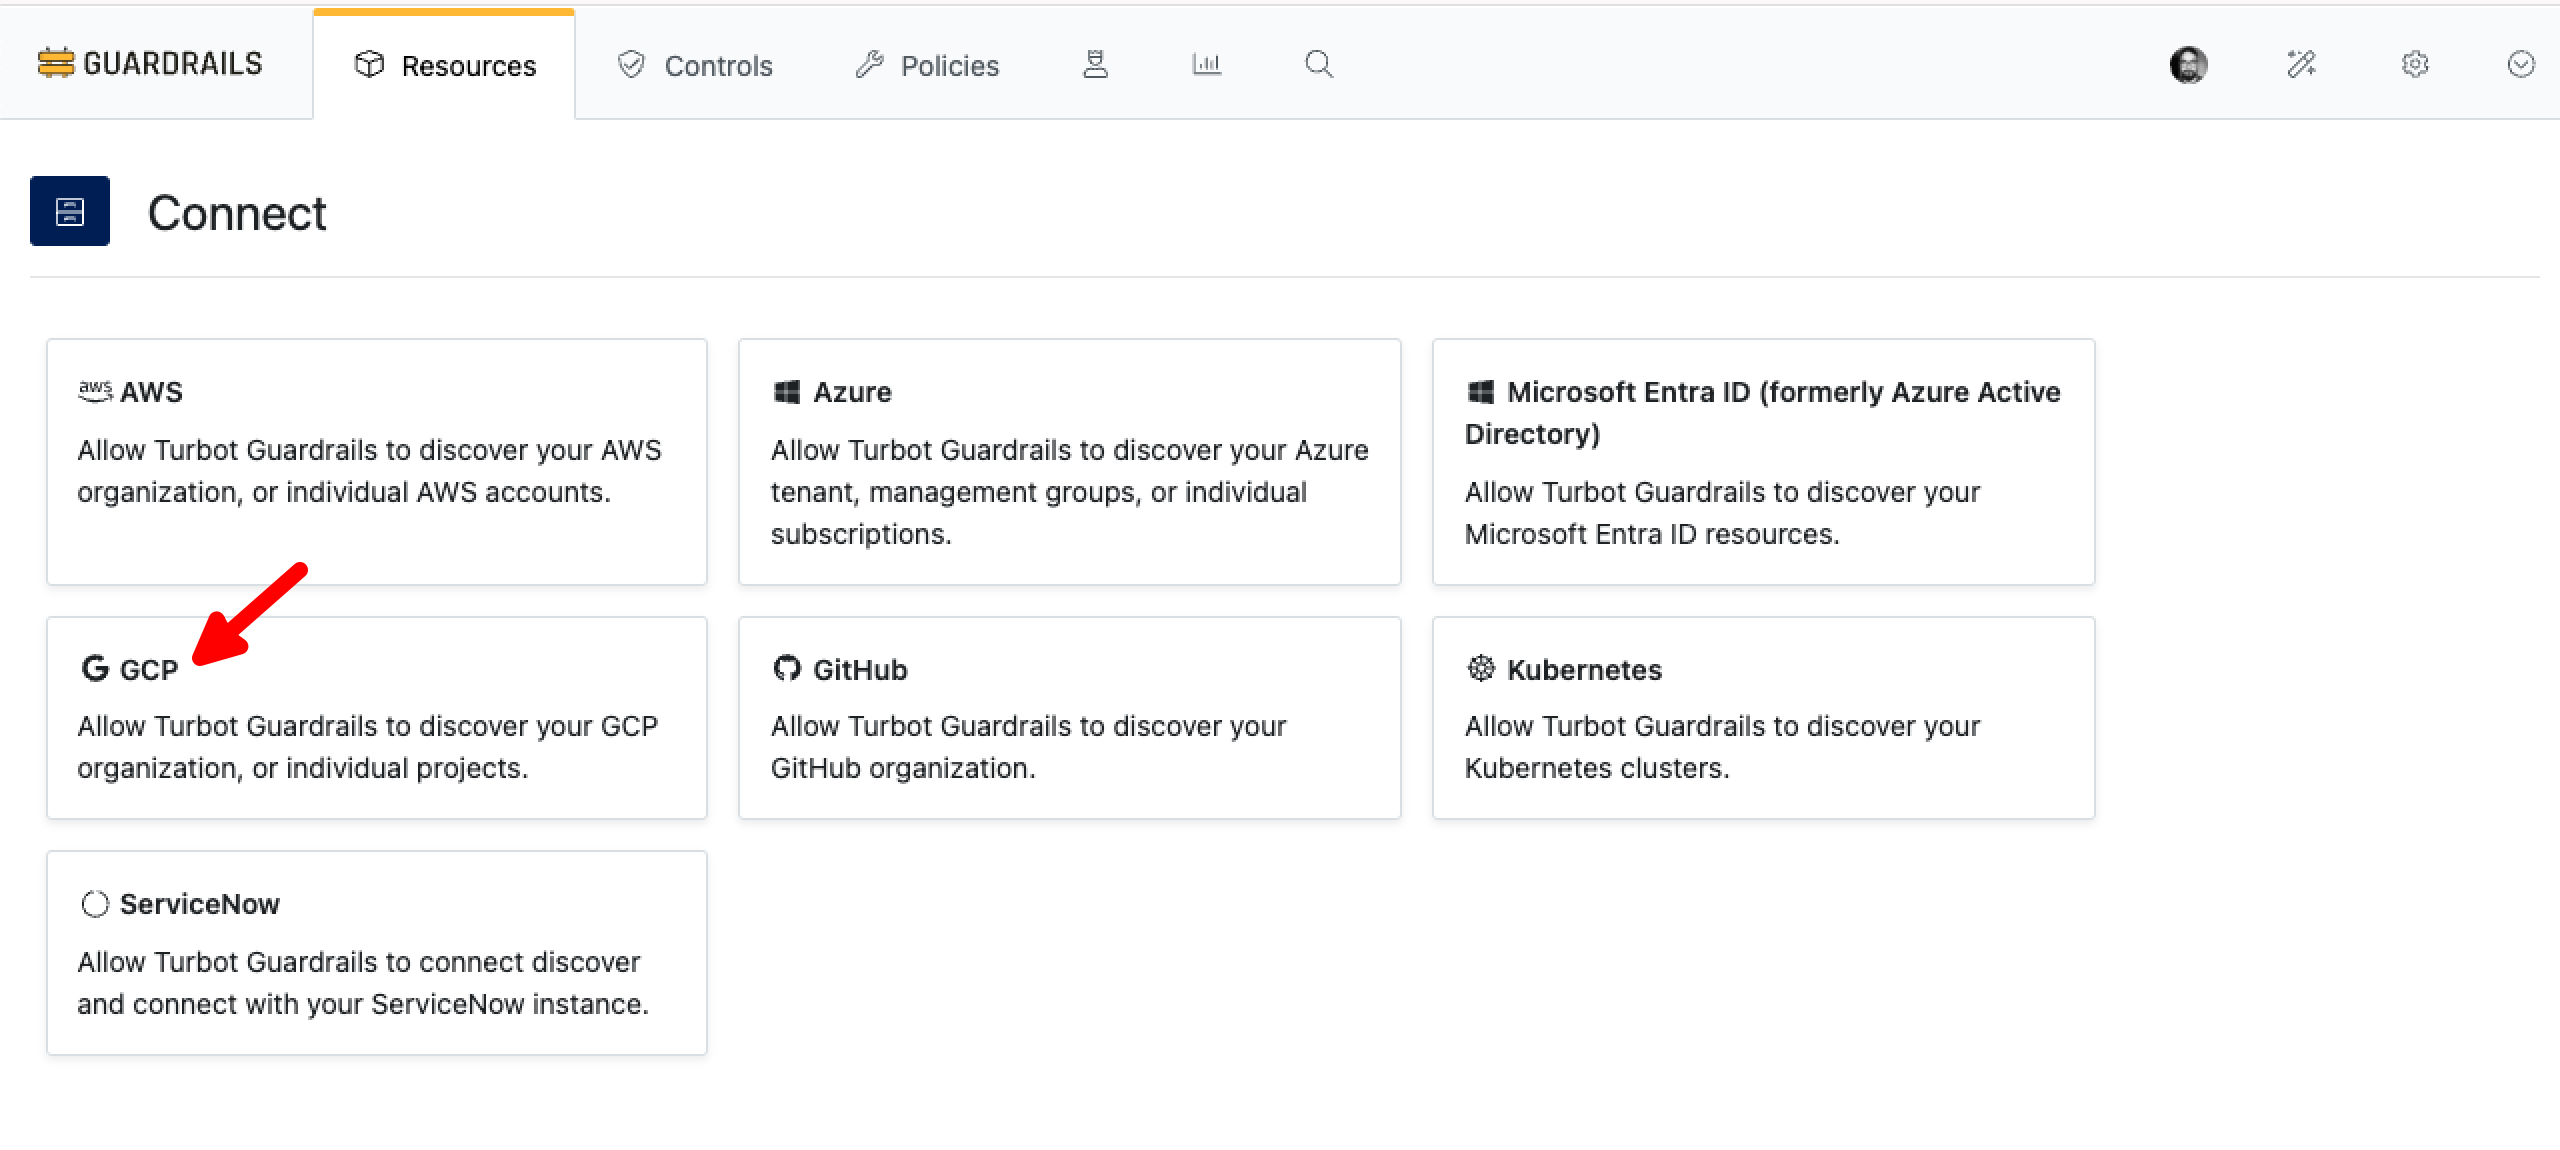 GUARDRAILS
Resources
Controls
Policies
Connect
aws AWS
Allow Turbot Guardrails to discover your AWS
organization, or individual AWS accounts.
Azure
Allow Turbot Guardrails to discover your Azure
tenant, management groups, or individual
subscriptions.
Microsoft Entra ID (formerly Azure Active
Directory)
Allow Turbot Guardrails to discover your
Microsoft Entra ID resources.
G GCP
Allow Turbot Guardrails to discover your GCP
organization, or individual projects.
GitHub
Allow Turbot Guardrails to discover your
GitHub organization.
Kubernetes
Allow Turbot Guardrails to discover your
Kubernetes clusters.
ServiceNow
Allow Turbot Guardrails to connect discover
and connect with your ServiceNow instance.